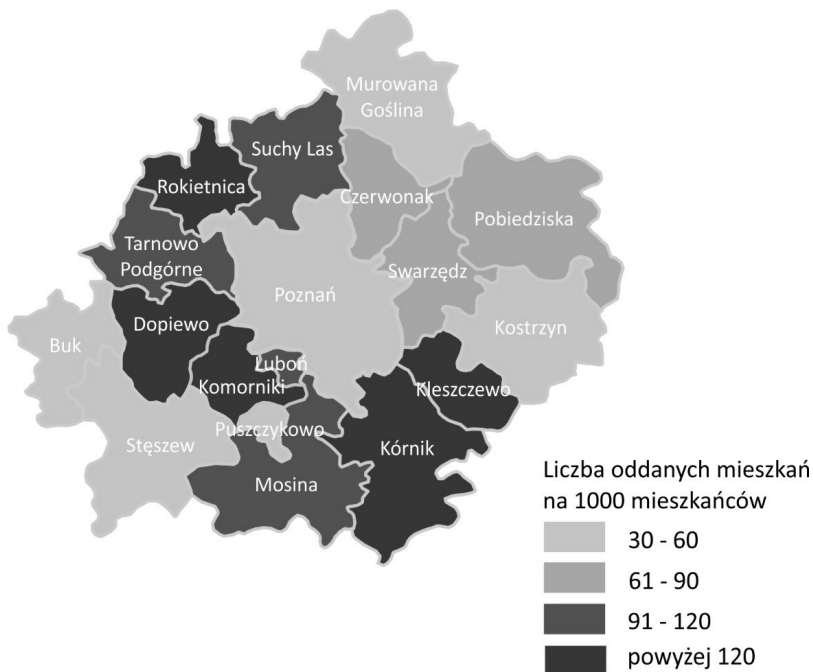 Murowana
Goślina
Suchy Las
Rokietnica
Czerwonak
Pobiedziska
Tarnowo
Podgórne
Swarzędz
Poznań
Kostrzyn
Dopiewo
Buk
Luboń
Komorniki
Kleszczewo
Puszczykowo
Stęszew
Kórnik
Mosina
Liczba oddanych mieszkań
na 1000 mieszkańców
30 - 60
61 - 90
91 - 120
powyżej 120